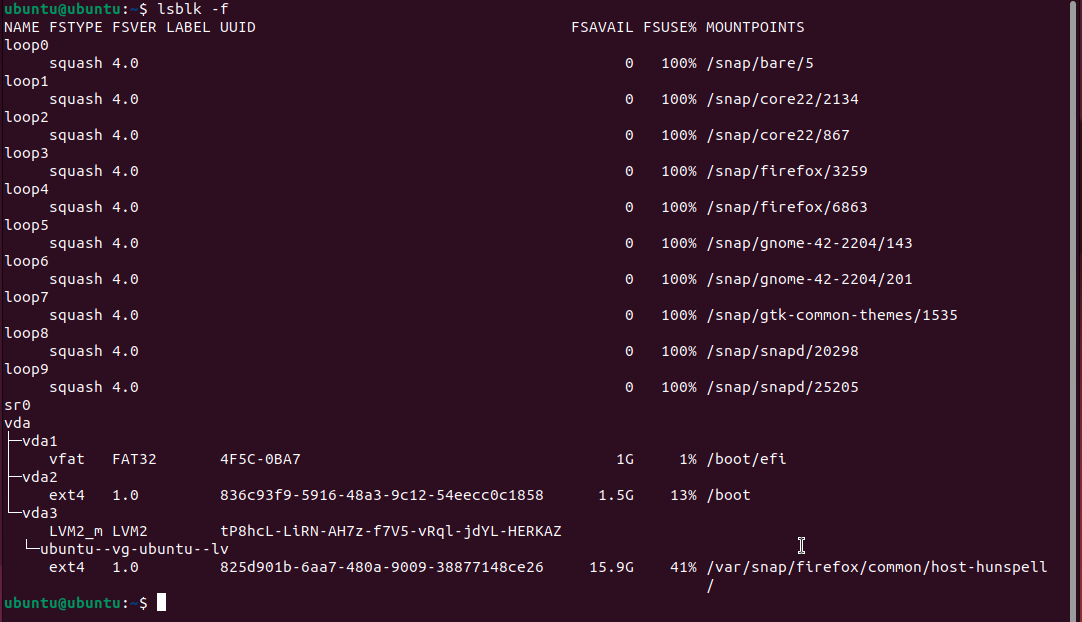 ubuntu@ubuntu:~$ lsblk -f
NAME FSTYPE FSVER LABEL UUID                                   FSAVAIL FSUSE% MOUNTPOINTS
loop0
     squash 4.0                                                      0   100% /snap/bare/5
loop1
     squash 4.0                                                      0   100% /snap/core22/2134
loop2
     squash 4.0                                                      0   100% /snap/core22/867
loop3
     squash 4.0                                                      0   100% /snap/firefox/3259
loop4
     squash 4.0                                                      0   100% /snap/firefox/6863
loop5
     squash 4.0                                                      0   100% /snap/gnome-42-2204/143
loop6
     squash 4.0                                                      0   100% /snap/gnome-42-2204/201
loop7
     squash 4.0                                                      0   100% /snap/gtk-common-themes/1535
loop8
     squash 4.0                                                      0   100% /snap/snapd/20298
loop9
     squash 4.0                                                      0   100% /snap/snapd/25205
sr0
vda
├─vda1
│    vfat   FAT32       4F5C-0BA7                                   1G     1% /boot/efi
├─vda2
│    ext4   1.0         836c93f9-5916-48a3-9c12-54eecc0c1858     1.5G    13% /boot
└─vda3
     LVM2_m LVM2        tP8hcL-LiRN-AH7z-f7V5-vRql-jdYL-HERKAZ
  └─ubuntu--vg-ubuntu--lv
     ext4   1.0         825d901b-6aa7-480a-9009-38877148ce26    15.9G    41% /var/snap/firefox/common/host-hunspell
                                                                              /
ubuntu@ubuntu:~$